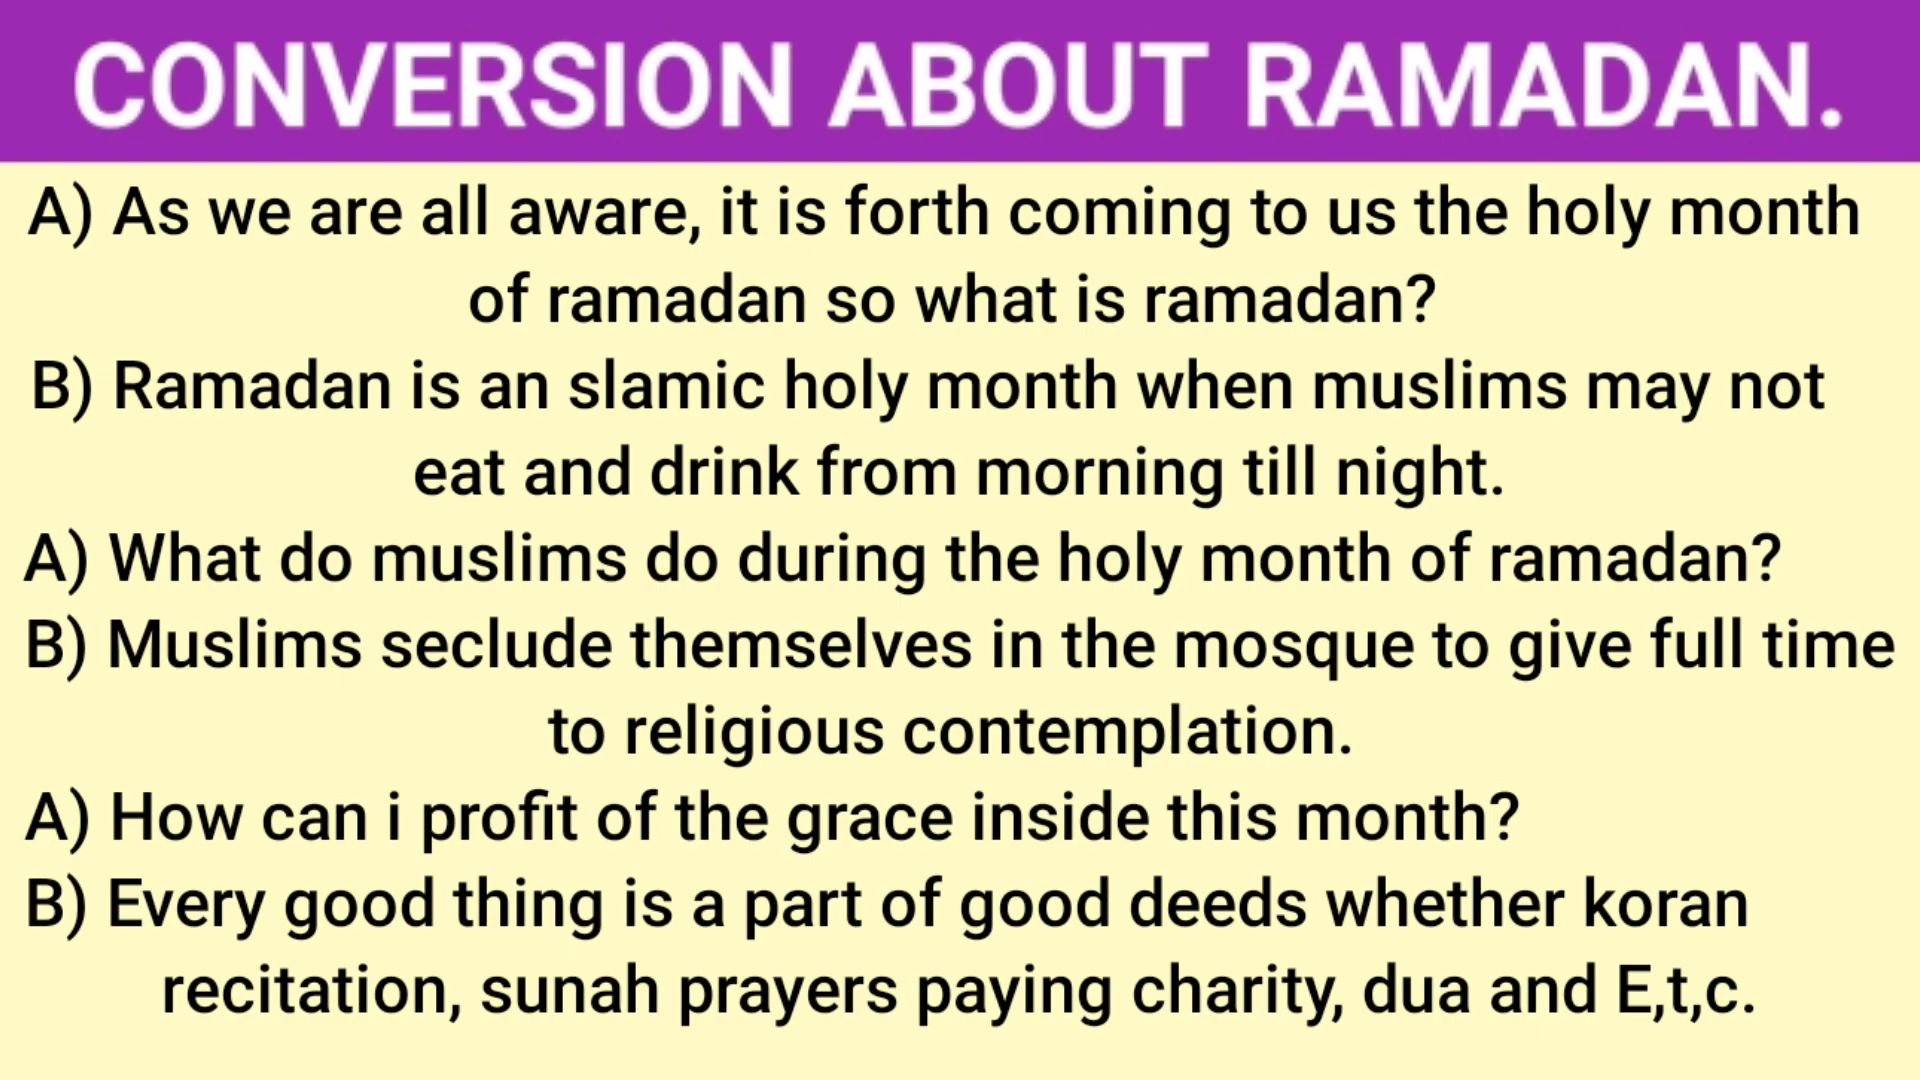 CONVERSION ABOUT RAMADAN.
A) As we are all aware, it is forth coming to us the holy month
of ramadan so what is ramadan?
B) Ramadan is an slamic holy month when muslims may not
eat and drink from morning till night.
A) What do muslims do during the holy month of ramadan?
B) Muslims seclude themselves in the mosque to give full time
to religious contemplation.
A) How can i profit of the grace inside this month?
B) Every good thing is a part of good deeds whether koran
recitation, sunah prayers paying charity, dua and E,t,c.